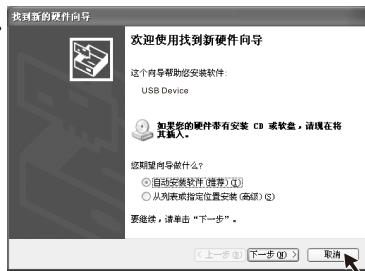 找到新的硬件向导
欢迎使用找到新硬件向导
这个向导帮助您安装软件:
USB Device
如果您的硬件带有安装 CD 或软盘，请现在将
其插入。
您期望向导做什么?
自动安装软件(推荐)(I)
从列表或指定位置安装(高级)(S)
要继续，请单击“下一步”。
<上一步(B) 下一步(N)> 取消